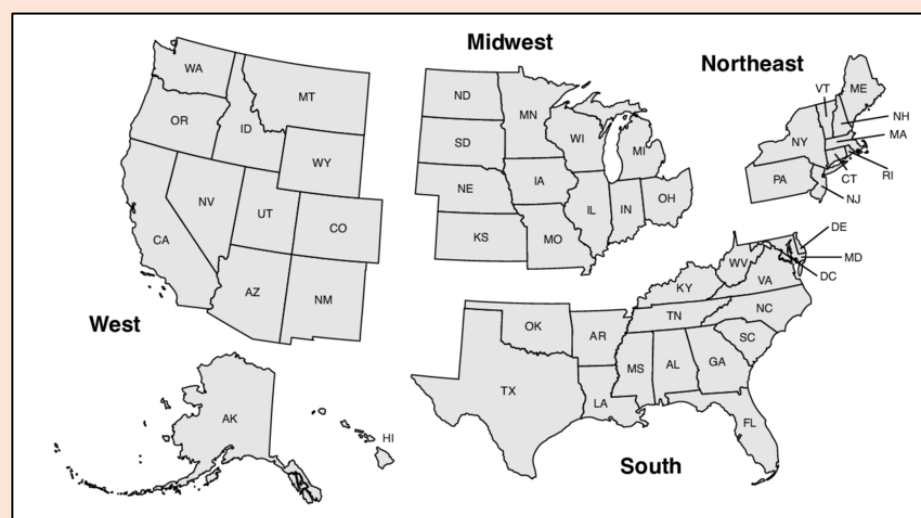 Midwest
Northeast
West
South
WA
MT
OR
ID
WY
NV
UT
CO
CA
AZ
NM
AK
HI
ND
MN
SD
WI
MI
NE
IA
IL
IN
OH
KS
MO
VT
ME
NH
MA
NY
RI
CT
PA
NJ
DE
MD
DC
WV
VA
KY
NC
TN
SC
OK
AR
MS
AL
GA
TX
LA
FL